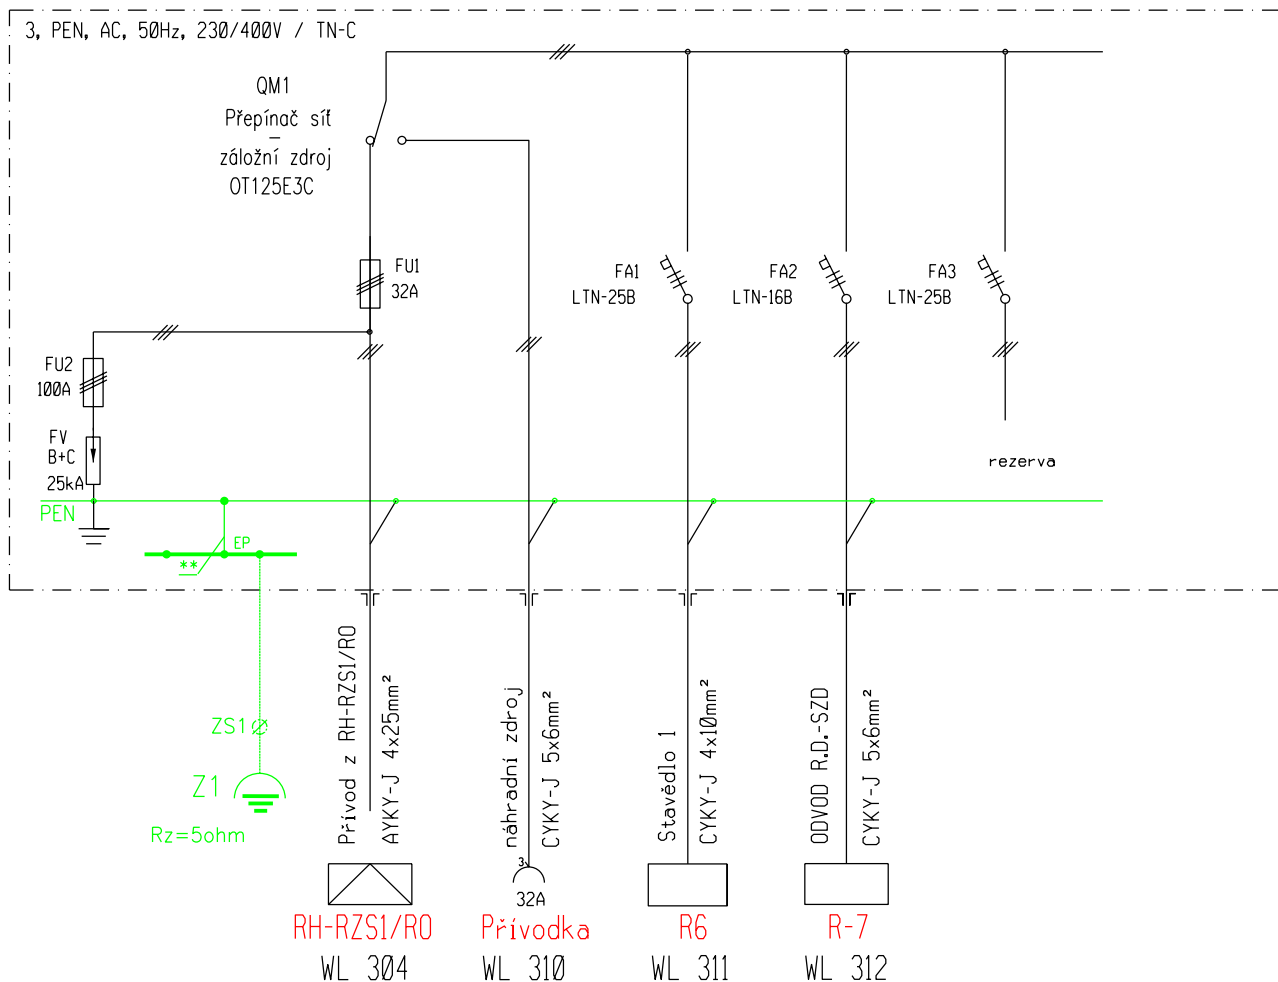 3, PEN, AC, 50Hz, 230/400V / TN-C
QM1
Přepínač síť
–
záložní zdroj
OT125E3C
FU1
32A
FA1
LTN-25B
FA2
LTN-16B
FA3
LTN-25B
FU2
100A
FV
B+C
25kA
rezerva
PEN
EP
**
ZS1
Z1
Rz=5ohm
Přívod z RH-RZS1/RO
AYKY-J 4x25mm²
náhradní zdroj
CYKY-J 5x6mm²
Stavědlo 1
CYKY-J 4x10mm²
ODVOD R.D.-SZD
CYKY-J 5x6mm²
3
32A
RH-RZS1/RO
Přívodka
R6
R-7
WL 304
WL 310
WL 311
WL 312